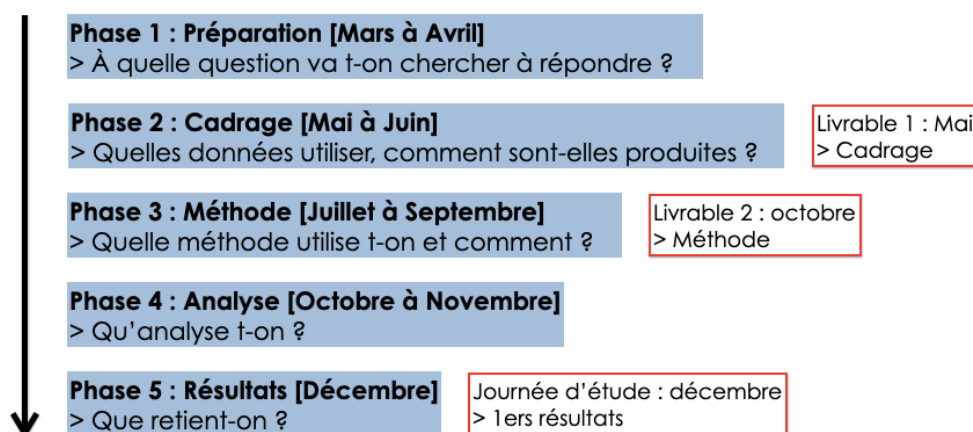 Phase 1 : Préparation [Mars à Avril]
> À quelle question va t-on chercher à répondre ?
Phase 2 : Cadrage [Mai à Juin]
> Quelles données utiliser, comment sont-elles produites ?
Livrable 1 : Mai
> Cadrage
Phase 3 : Méthode [Juillet à Septembre]
> Quelle méthode utilise t-on et comment ?
Livrable 2 : octobre
> Méthode
Phase 4 : Analyse [Octobre à Novembre]
> Qu’analyse t-on ?
Phase 5 : Résultats [Décembre]
> Que retient-on ?
Journée d’étude : décembre
> 1ers résultats